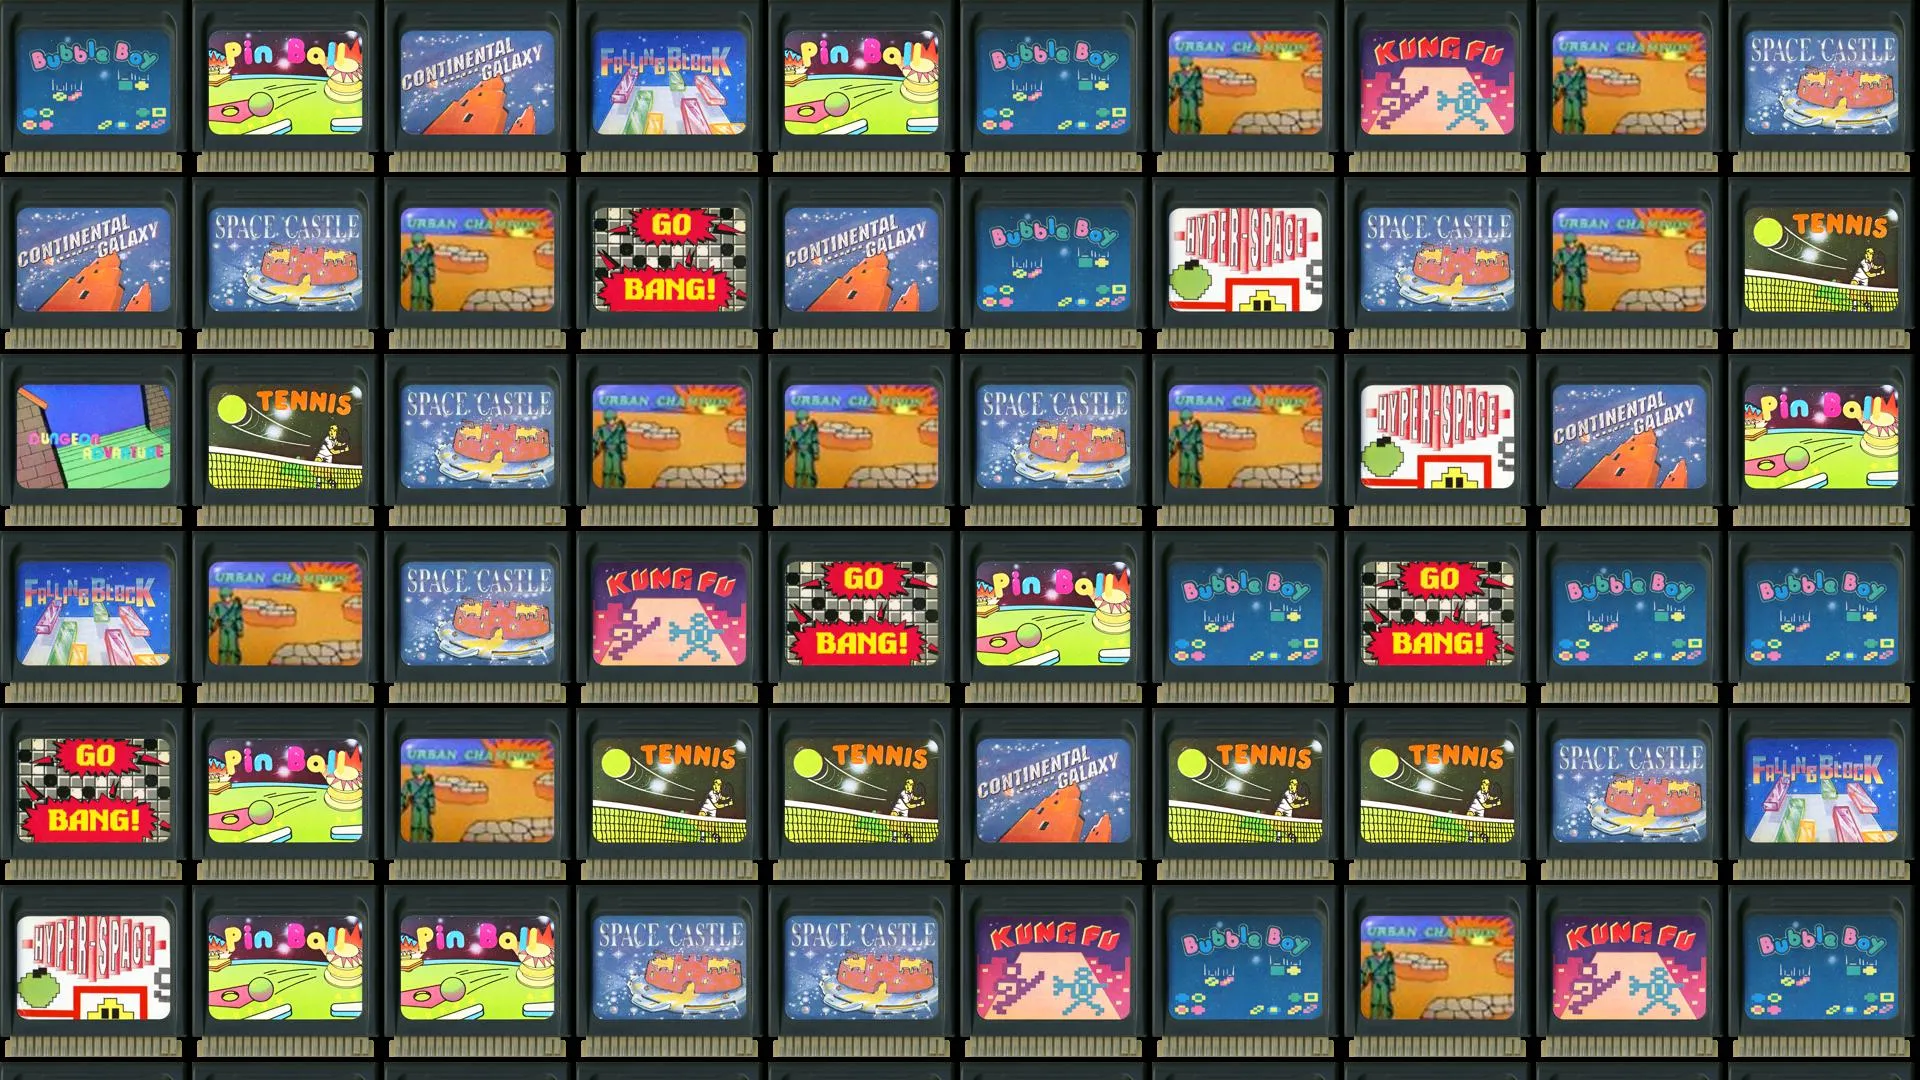 Bubble Boy
Pin Ball
CONTINENTAL GALAXY
FALLING BLOCK
Pin Ball
Bubble Boy
URBAN CHAMPION
KUNG FU
URBAN CHAMPION
SPACE CASTLE
CONTINENTAL GALAXY
SPACE CASTLE
URBAN CHAMPION
GO BANG!
CONTINENTAL GALAXY
Bubble Boy
HYPER-SPACE
SPACE CASTLE
URBAN CHAMPION
TENNIS
DUNGEON ADVANTURE
TENNIS
SPACE CASTLE
URBAN CHAMPION
URBAN CHAMPION
SPACE CASTLE
URBAN CHAMPION
HYPER-SPACE
CONTINENTAL GALAXY
Pin Ball
FALLING BLOCK
URBAN CHAMPION
SPACE CASTLE
KUNG FU
GO BANG!
Pin Ball
Bubble Boy
GO BANG!
Bubble Boy
Bubble Boy
GO BANG!
Pin Ball
URBAN CHAMPION
TENNIS
TENNIS
CONTINENTAL GALAXY
TENNIS
TENNIS
SPACE CASTLE
FALLING BLOCK
HYPER-SPACE
Pin Ball
Pin Ball
SPACE CASTLE
SPACE CASTLE
KUNG FU
Bubble Boy
URBAN CHAMPION
KUNG FU
Bubble Boy